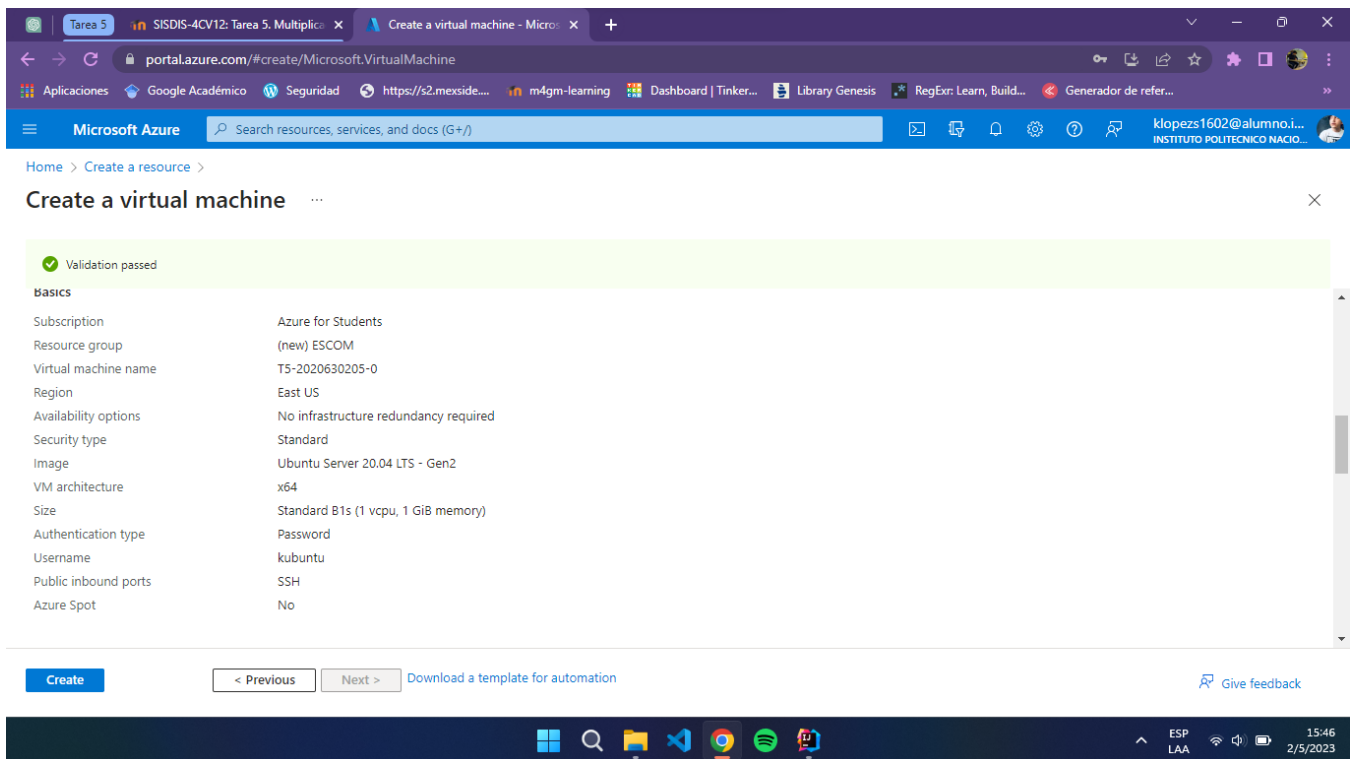 Tarea 5 SISDIS-4CV12: Tarea 5. Multiplica Create a virtual machine - Micros
portal.azure.com/#create/Microsoft.VirtualMachine
Aplicaciones Google Académico Seguridad https://s2.mexside.... m4gm-learning Dashboard | Tinker... Library Genesis RegExr: Learn, Build... Generador de refer... »
Microsoft Azure Search resources, services, and docs (G+/) klopezs1602@alumno.i...
INSTITUTO POLITECNICO NACIO...
Home > Create a resource >
Create a virtual machine ...
Validation passed
Basics
Subscription Azure for Students
Resource group (new) ESCOM
Virtual machine name T5-2020630205-0
Region East US
Availability options No infrastructure redundancy required
Security type Standard
Image Ubuntu Server 20.04 LTS - Gen2
VM architecture x64
Size Standard B1s (1 vcpu, 1 GiB memory)
Authentication type Password
Username kubuntu
Public inbound ports SSH
Azure Spot No
Create < Previous Next > Download a template for automation Give feedback
ESP 15:46
LAA 2/5/2023